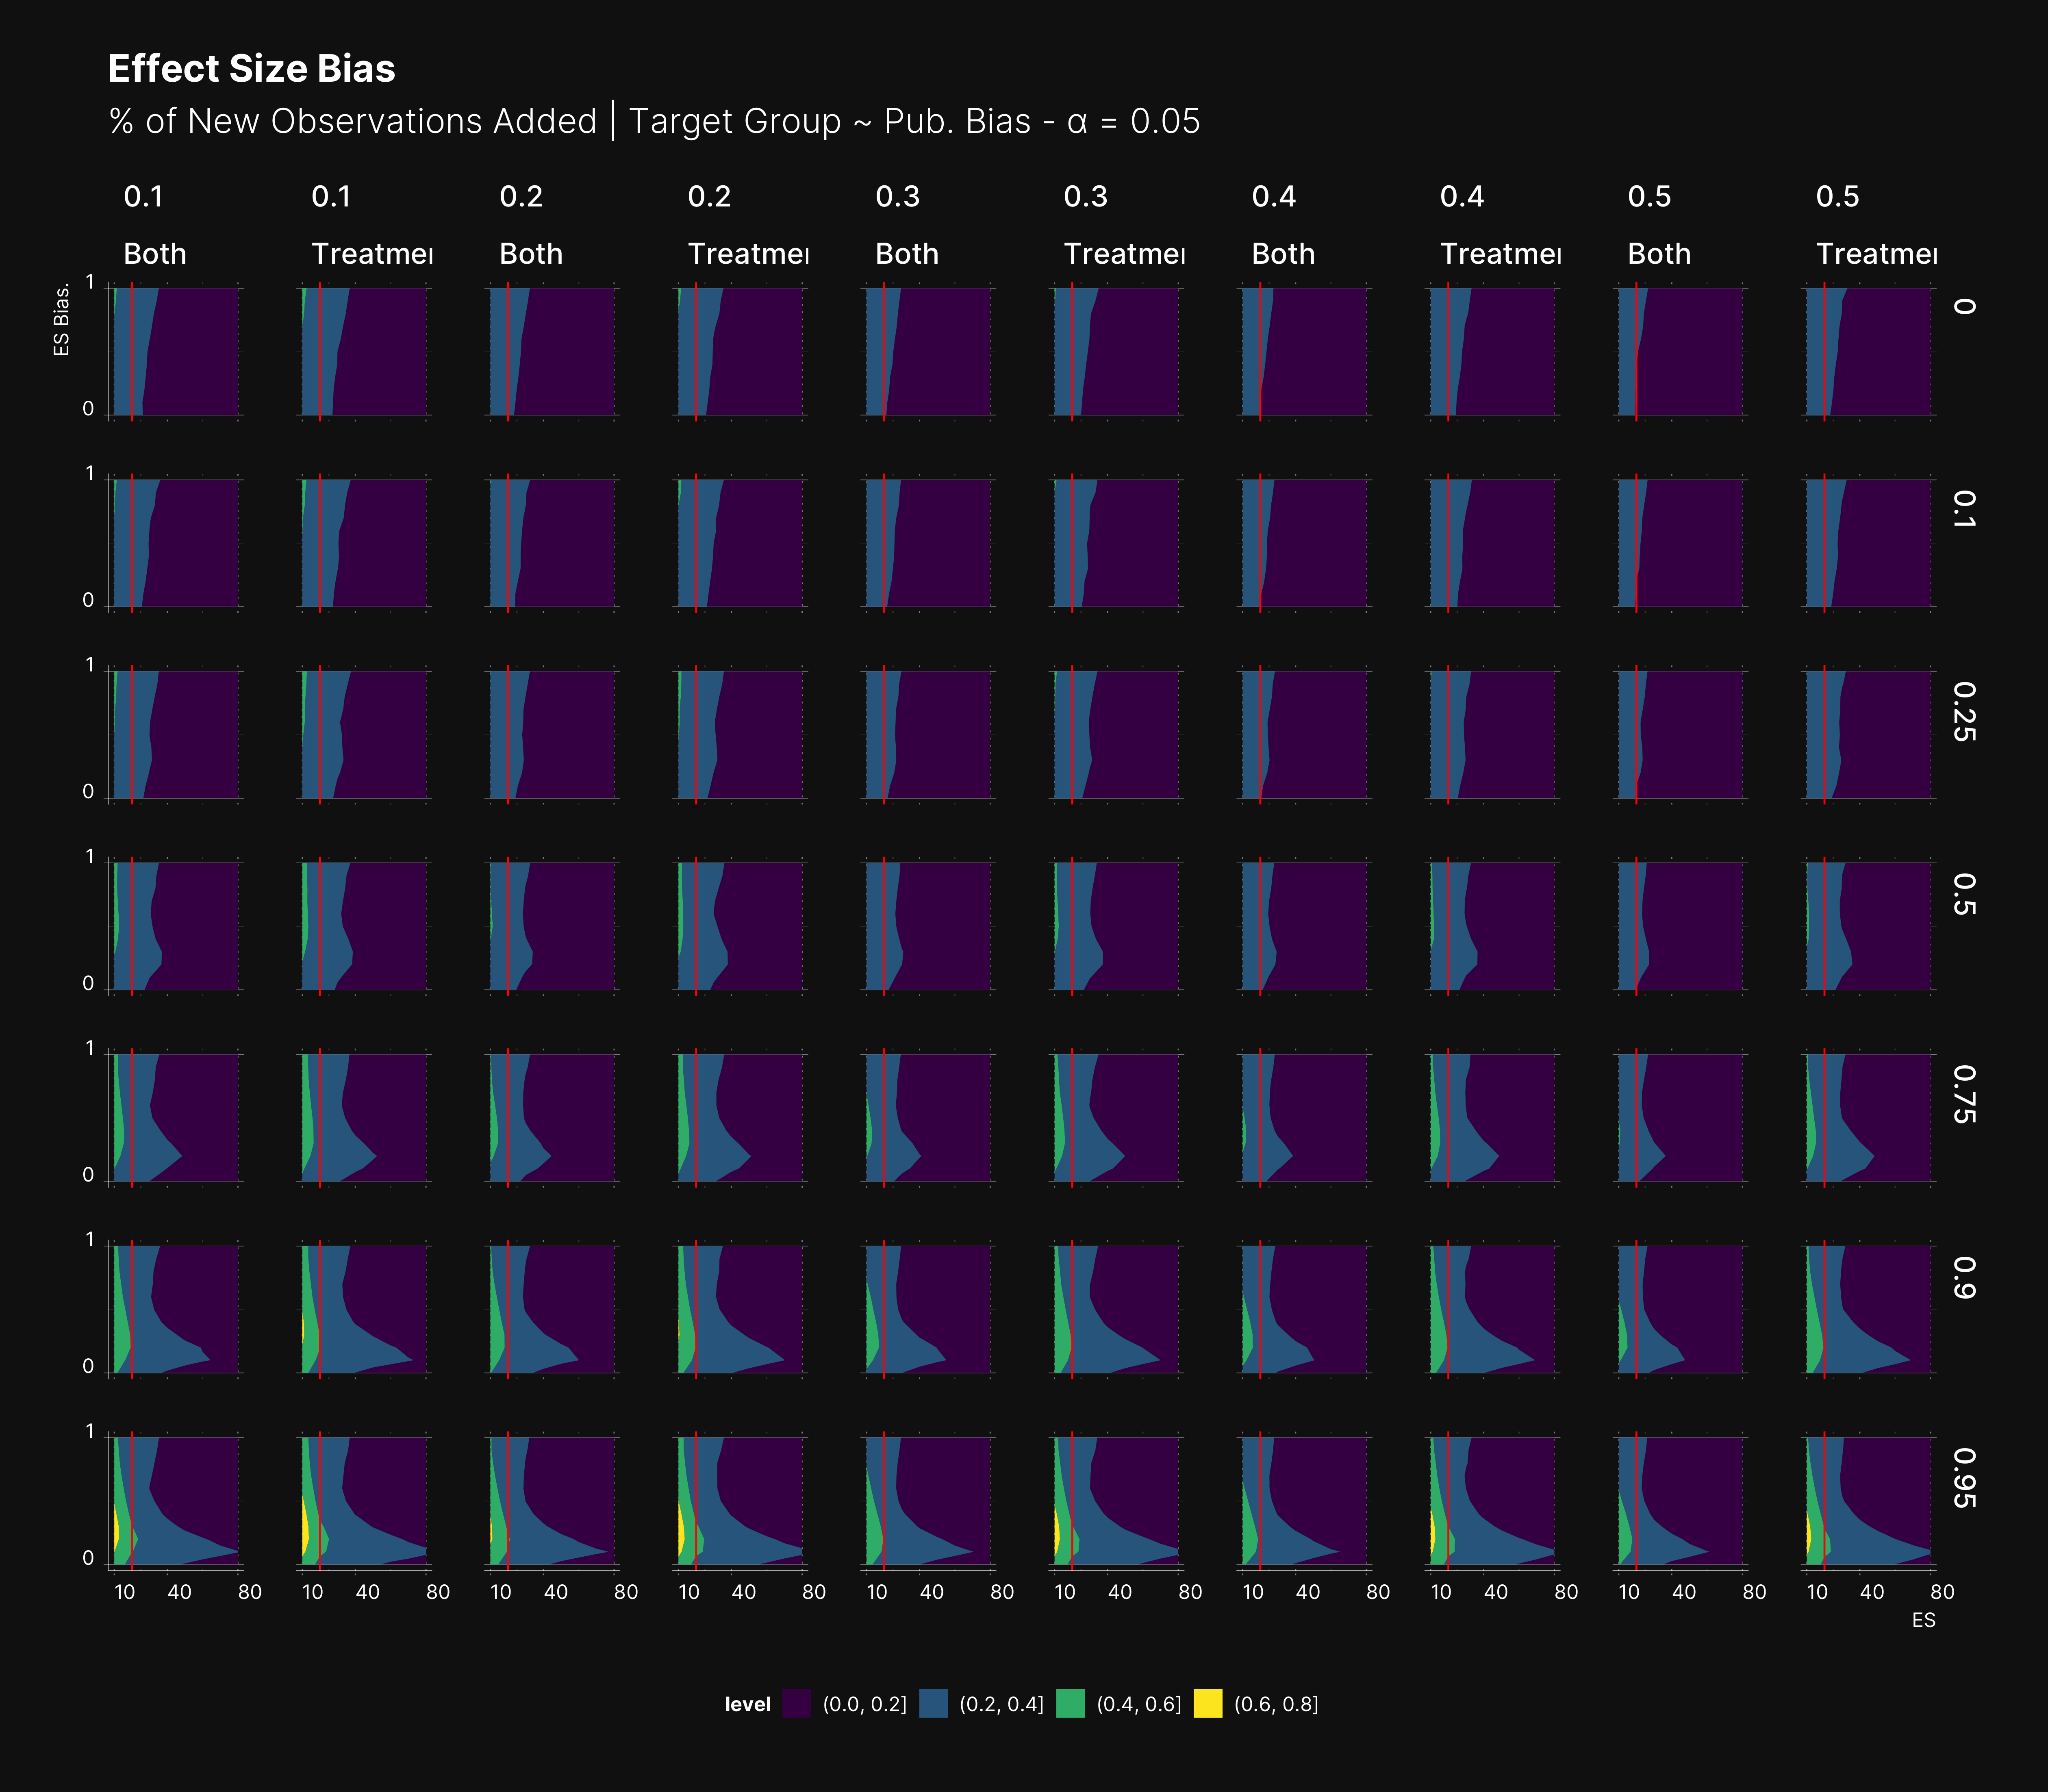 Effect Size Bias
% of New Observations Added | Target Group ~ Pub. Bias - α = 0.05
0.1 0.1 0.2 0.2 0.3 0.3 0.4 0.4 0.5 0.5
Both Treatmer Both Treatmer Both Treatmer Both Treatmer Both Treatmer
ES Bias.
1
0
0
1
0
0.1
1
0
0.25
1
0
0.5
1
0
0.75
1
0
0.9
1
0
0.95
10 40 80 10 40 80 10 40 80 10 40 80 10 40 80 10 40 80 10 40 80 10 40 80 10 40 80 10 40 80
ES
level (0.0, 0.2] (0.2, 0.4] (0.4, 0.6] (0.6, 0.8]